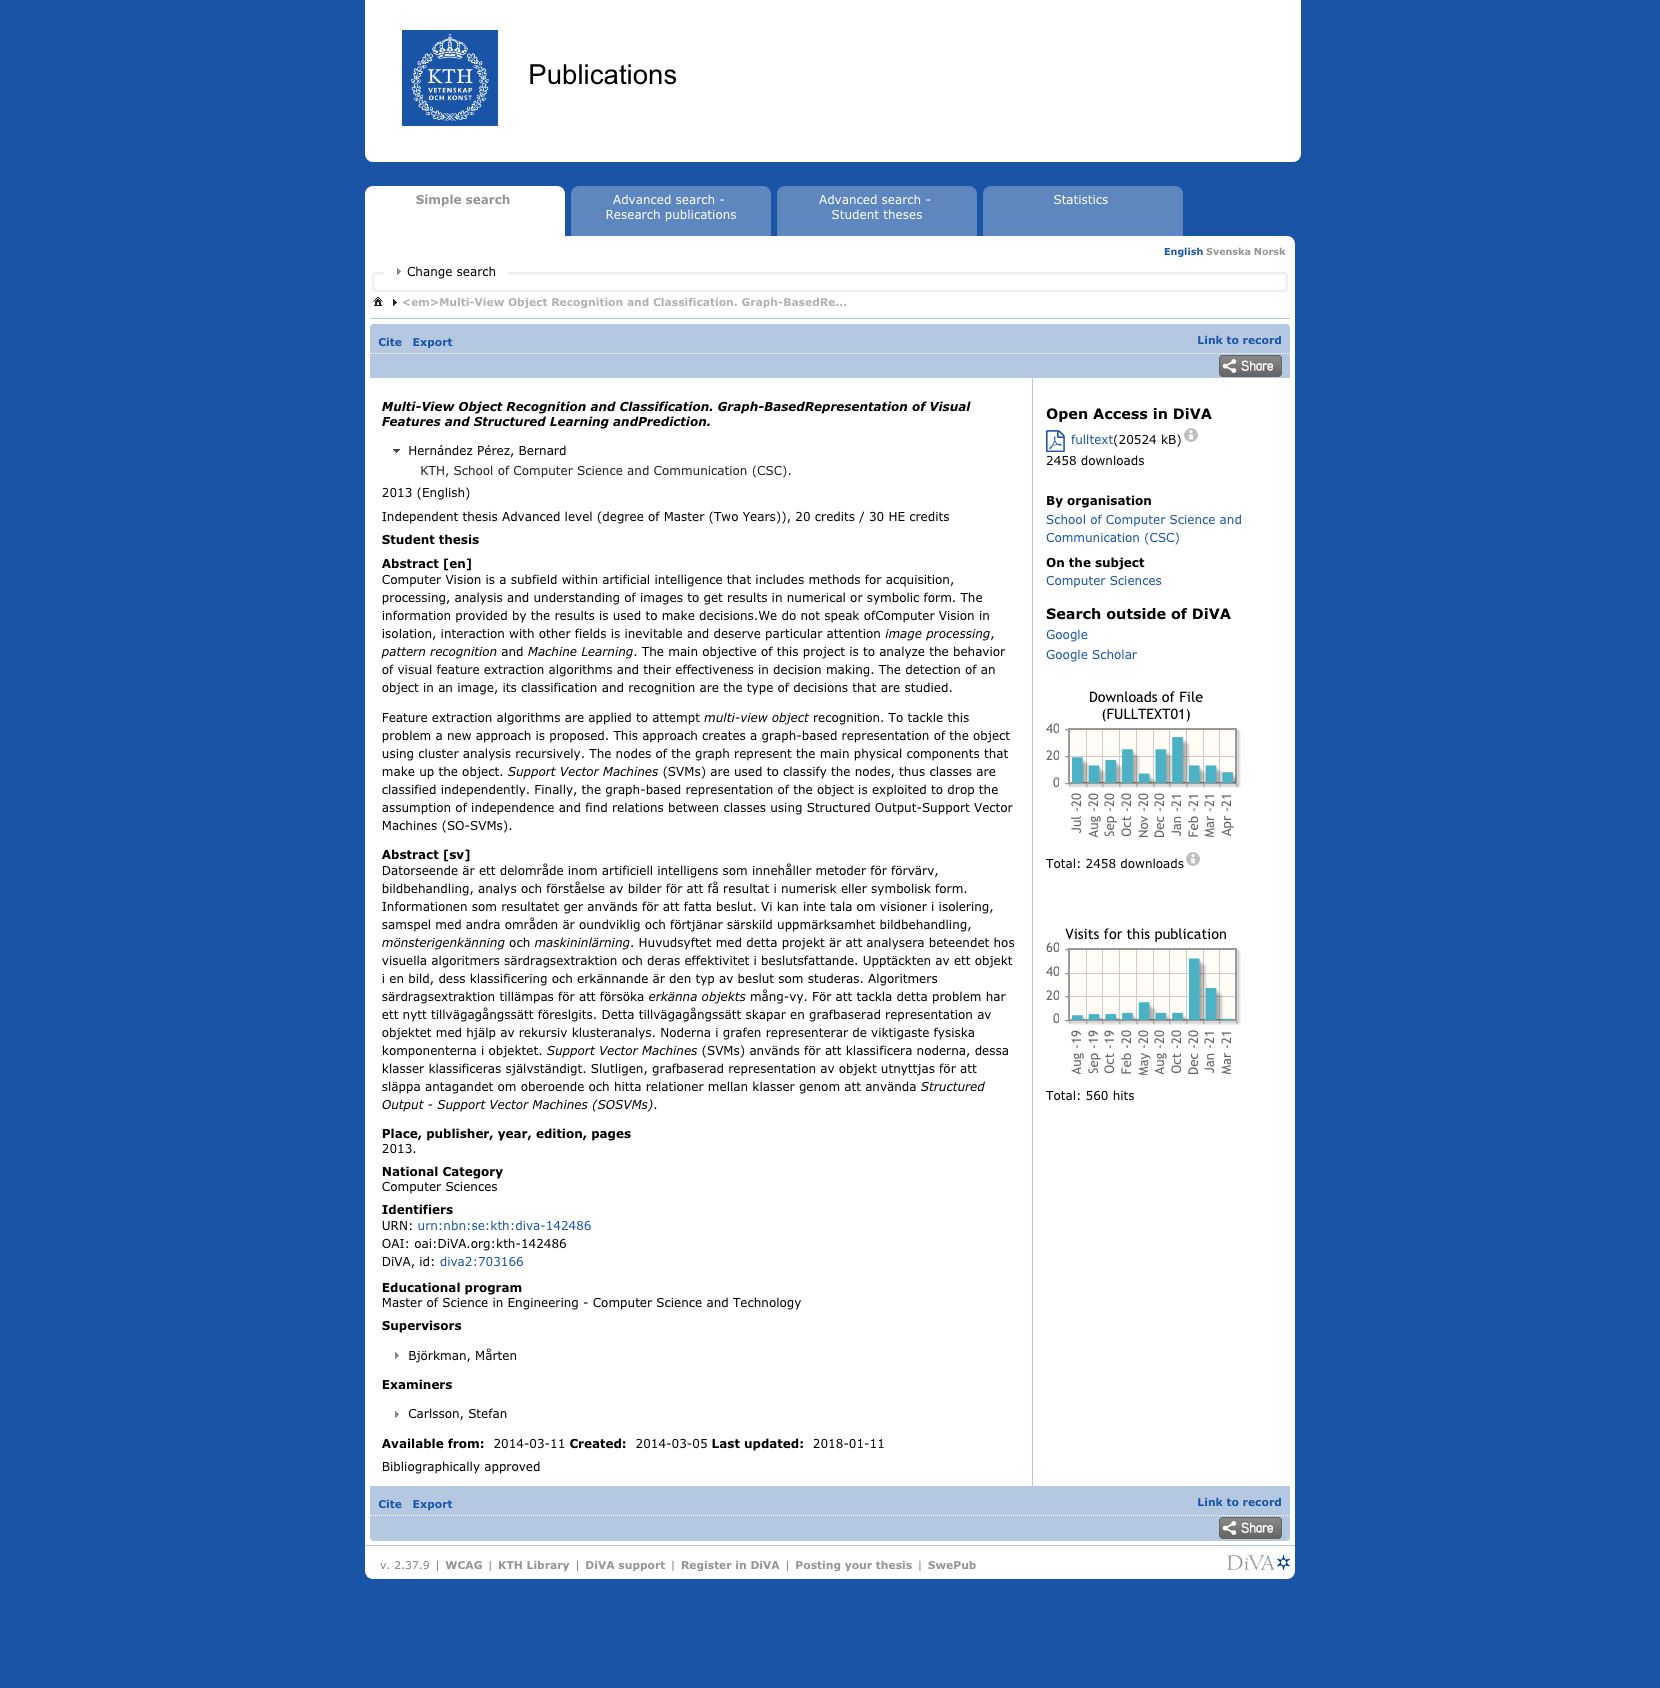 KTH
VETENSKAP
OCH KONST
Publications
Simple search
Advanced search -
Research publications
Advanced search -
Student theses
Statistics
English Svenska Norsk
Change search
<em>Multi-View Object Recognition and Classification. Graph-BasedRe...
Cite Export
Link to record
Share
Multi-View Object Recognition and Classification. Graph-BasedRepresentation of Visual
Features and Structured Learning andPrediction.
Hernández Pérez, Bernard
KTH, School of Computer Science and Communication (CSC).
2013 (English)
Independent thesis Advanced level (degree of Master (Two Years)), 20 credits / 30 HE credits
Student thesis
Abstract [en]
Computer Vision is a subfield within artificial intelligence that includes methods for acquisition,
processing, analysis and understanding of images to get results in numerical or symbolic form. The
information provided by the results is used to make decisions.We do not speak ofComputer Vision in
isolation, interaction with other fields is inevitable and deserve particular attention image processing,
pattern recognition and Machine Learning. The main objective of this project is to analyze the behavior
of visual feature extraction algorithms and their effectiveness in decision making. The detection of an
object in an image, its classification and recognition are the type of decisions that are studied.
Feature extraction algorithms are applied to attempt multi-view object recognition. To tackle this
problem a new approach is proposed. This approach creates a graph-based representation of the object
using cluster analysis recursively. The nodes of the graph represent the main physical components that
make up the object. Support Vector Machines (SVMs) are used to classify the nodes, thus classes are
classified independently. Finally, the graph-based representation of the object is exploited to drop the
assumption of independence and find relations between classes using Structured Output-Support Vector
Machines (SO-SVMs).
Abstract [sv]
Datorseende är ett delområde inom artificiell intelligens som innehåller metoder för förvärv,
bildbehandling, analys och förståelse av bilder för att få resultat i numerisk eller symbolisk form.
Informationen som resultatet ger används för att fatta beslut. Vi kan inte tala om visioner i isolering,
samspel med andra områden är oundviklig och förtjänar särskild uppmärksamhet bildbehandling,
mönsterigenkänning och maskininlärning. Huvudsyftet med detta projekt är att analysera beteendet hos
visuella algoritmers särdragsextraktion och deras effektivitet i beslutsfattande. Upptäckten av ett objekt
i en bild, dess klassificering och erkännande är den typ av beslut som studeras. Algoritmers
särdragsextraktion tillämpas för att försöka erkänna objekts mång-vy. För att tackla detta problem har
ett nytt tillvägagångssätt föreslgits. Detta tillvägagångssätt skapar en grafbaserad representation av
objektet med hjälp av rekursiv klusteranalys. Noderna i grafen representerar de viktigaste fysiska
komponenterna i objektet. Support Vector Machines (SVMs) används för att klassificera noderna, dessa
klasser klassificeras självständigt. Slutligen, grafbaserad representation av objekt utnyttjas för att
släppa antagandet om oberoende och hitta relationer mellan klasser genom att använda Structured
Output - Support Vector Machines (SOSVMs).
Place, publisher, year, edition, pages
2013.
National Category
Computer Sciences
Identifiers
URN: urn:nbn:se:kth:diva-142486
OAI: oai:DiVA.org:kth-142486
DiVA, id: diva2:703166
Educational program
Master of Science in Engineering - Computer Science and Technology
Supervisors
Björkman, Mårten
Examiners
Carlsson, Stefan
Available from: 2014-03-11 Created: 2014-03-05 Last updated: 2018-01-11
Bibliographically approved
Open Access in DiVA
fulltext(20524 kB)
2458 downloads
By organisation
School of Computer Science and
Communication (CSC)
On the subject
Computer Sciences
Search outside of DiVA
Google
Google Scholar
Downloads of File
(FULLTEXT01)
40
20
0
Jul -20
Aug -20
Sep -20
Oct -20
Nov -20
Dec -20
Jan -21
Feb -21
Mar -21
Apr -21
Total: 2458 downloads
Visits for this publication
60
40
20
0
Aug -19
Sep -19
Oct -19
Feb -20
May -20
Aug -20
Oct -20
Dec -20
Jan -21
Mar -21
Total: 560 hits
Cite Export
Link to record
Share
v. 2.37.9 | WCAG | KTH Library | DiVA support | Register in DiVA | Posting your thesis | SwePub
DiVA